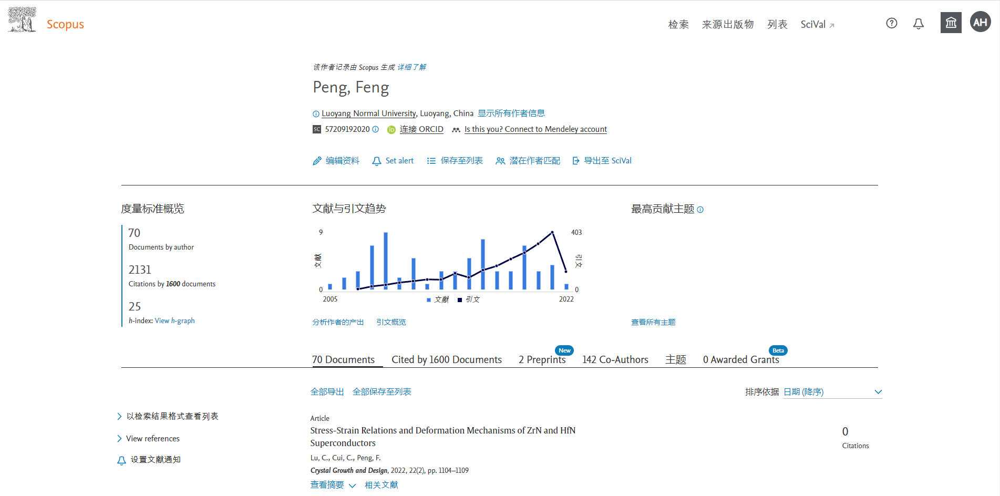 Scopus
检索 来源出版物 列表 SciVal
AH
该作者记录由 Scopus 生成 详细了解
Peng, Feng
Luoyang Normal University, Luoyang, China 显示所有作者信息
SC 57209192020 iD 连接 ORCID Is this you? Connect to Mendeley account
编辑资料 Set alert 保存至列表 潜在作者匹配 导出至 SciVal
度量标准概览
70
Documents by author
2131
Citations by 1600 documents
25
h-index: View h-graph
文献与引文趋势
9 403
文献 引文
0 0
2005 2022
文献 引文
分析作者的产出 引文概览
最高贡献主题
查看所有主题
New Beta
70 Documents Cited by 1600 Documents 2 Preprints 142 Co-Authors 主题 0 Awarded Grants
全部导出 全部保存至列表
排序依据 日期 (降序)
以检索结果格式查看列表
View references
设置文献通知
Article
Stress-Strain Relations and Deformation Mechanisms of ZrN and HfN
Superconductors
Lu, C., Cui, C., Peng, F.
Crystal Growth and Design, 2022, 22(2), pp. 1104–1109
查看摘要 相关文献
0
Citations